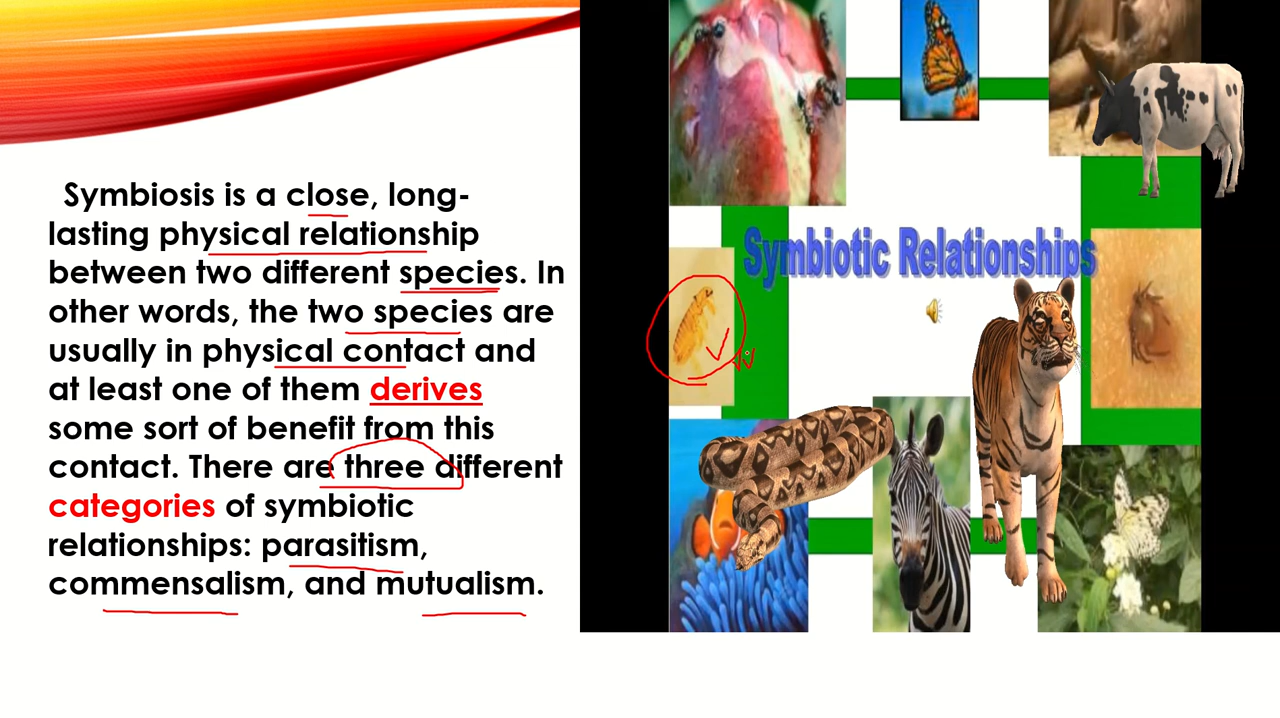 Symbiosis is a close, long-
lasting physical relationship
between two different species. In
other words, the two species are
usually in physical contact and
at least one of them derives
some sort of benefit from this
contact. There are three different
categories of symbiotic
relationships: parasitism,
commensalism, and mutualism.
Symbiotic Relationships